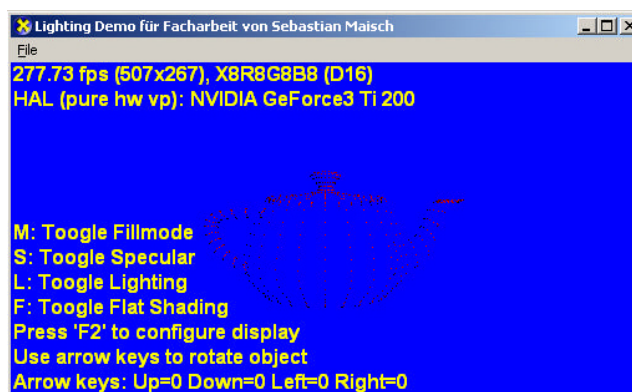 Lighting Demo für Facharbeit von Sebastian Maisch
File
277.73 fps (507x267), X8R8G8B8 (D16)
HAL (pure hw vp): NVIDIA GeForce3 Ti 200
M: Toogle Fillmode
S: Toogle Specular
L: Toogle Lighting
F: Toogle Flat Shading
Press 'F2' to configure display
Use arrow keys to rotate object
Arrow keys: Up=0 Down=0 Left=0 Right=0